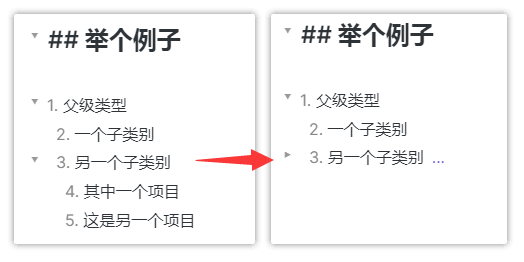 ## 举个例子
1. 父级类型
2. 一个子类别
3. 另一个子类别
4. 其中一个项目
5. 这是另一个项目
## 举个例子
1. 父级类型
2. 一个子类别
3. 另一个子类别 ...